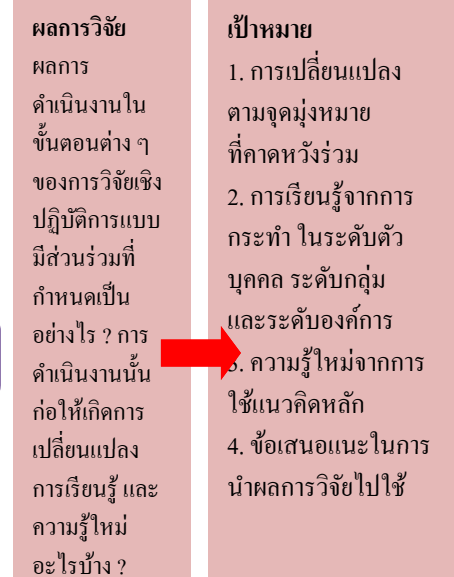 ผลการวิจัย
ผลการ
ดำเนินงานใน
ขั้นตอนต่าง ๆ
ของการวิจัยเชิง
ปฏิบัติการแบบ
มีส่วนร่วมที่
กำหนดเป็น
อย่างไร ? การ
ดำเนินงานนั้น
ก่อให้เกิดการ
เปลี่ยนแปลง
การเรียนรู้ และ
ความรู้ใหม่
อะไรบ้าง ?
เป้าหมาย
1. การเปลี่ยนแปลง
ตามจุดมุ่งหมาย
ที่คาดหวังร่วม
2. การเรียนรู้จากการ
กระทำ ในระดับตัว
บุคคล ระดับกลุ่ม
และระดับองค์การ
3. ความรู้ใหม่จากการ
ใช้แนวคิดหลัก
4. ข้อเสนอแนะในการ
นำผลการวิจัยไปใช้